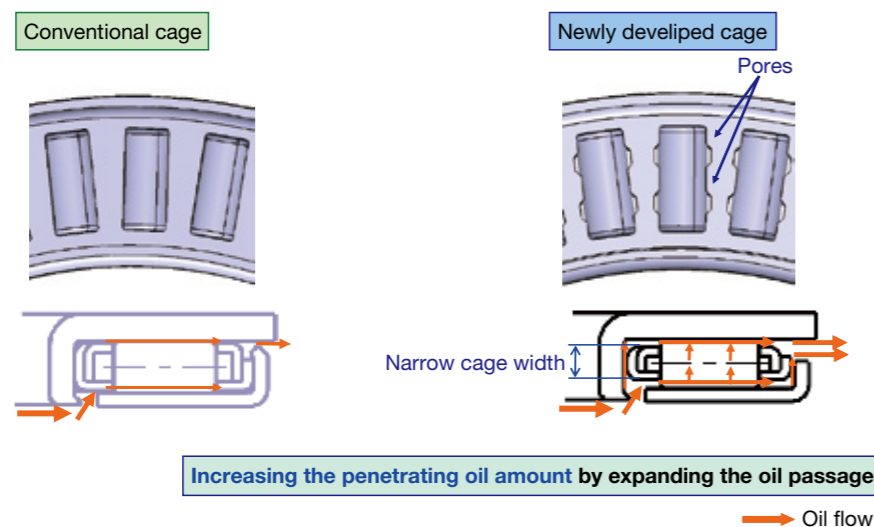 Conventional cage
Newly develiped cage
Pores
Narrow cage width
Increasing the penetrating oil amount by expanding the oil passage
Oil flow